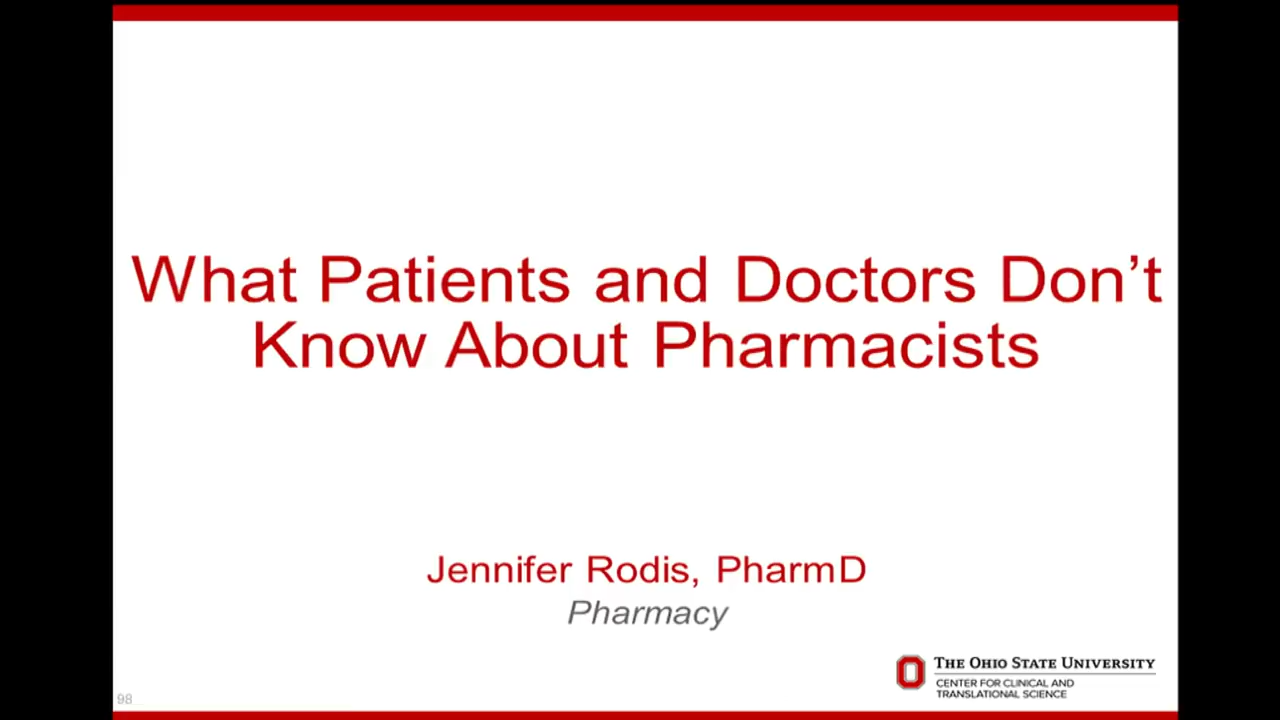 What Patients and Doctors Don't
Know About Pharmacists
Jennifer Rodis, PharmD
Pharmacy
THE OHIO STATE UNIVERSITY
CENTER FOR CLINICAL AND
TRANSLATIONAL SCIENCE
98